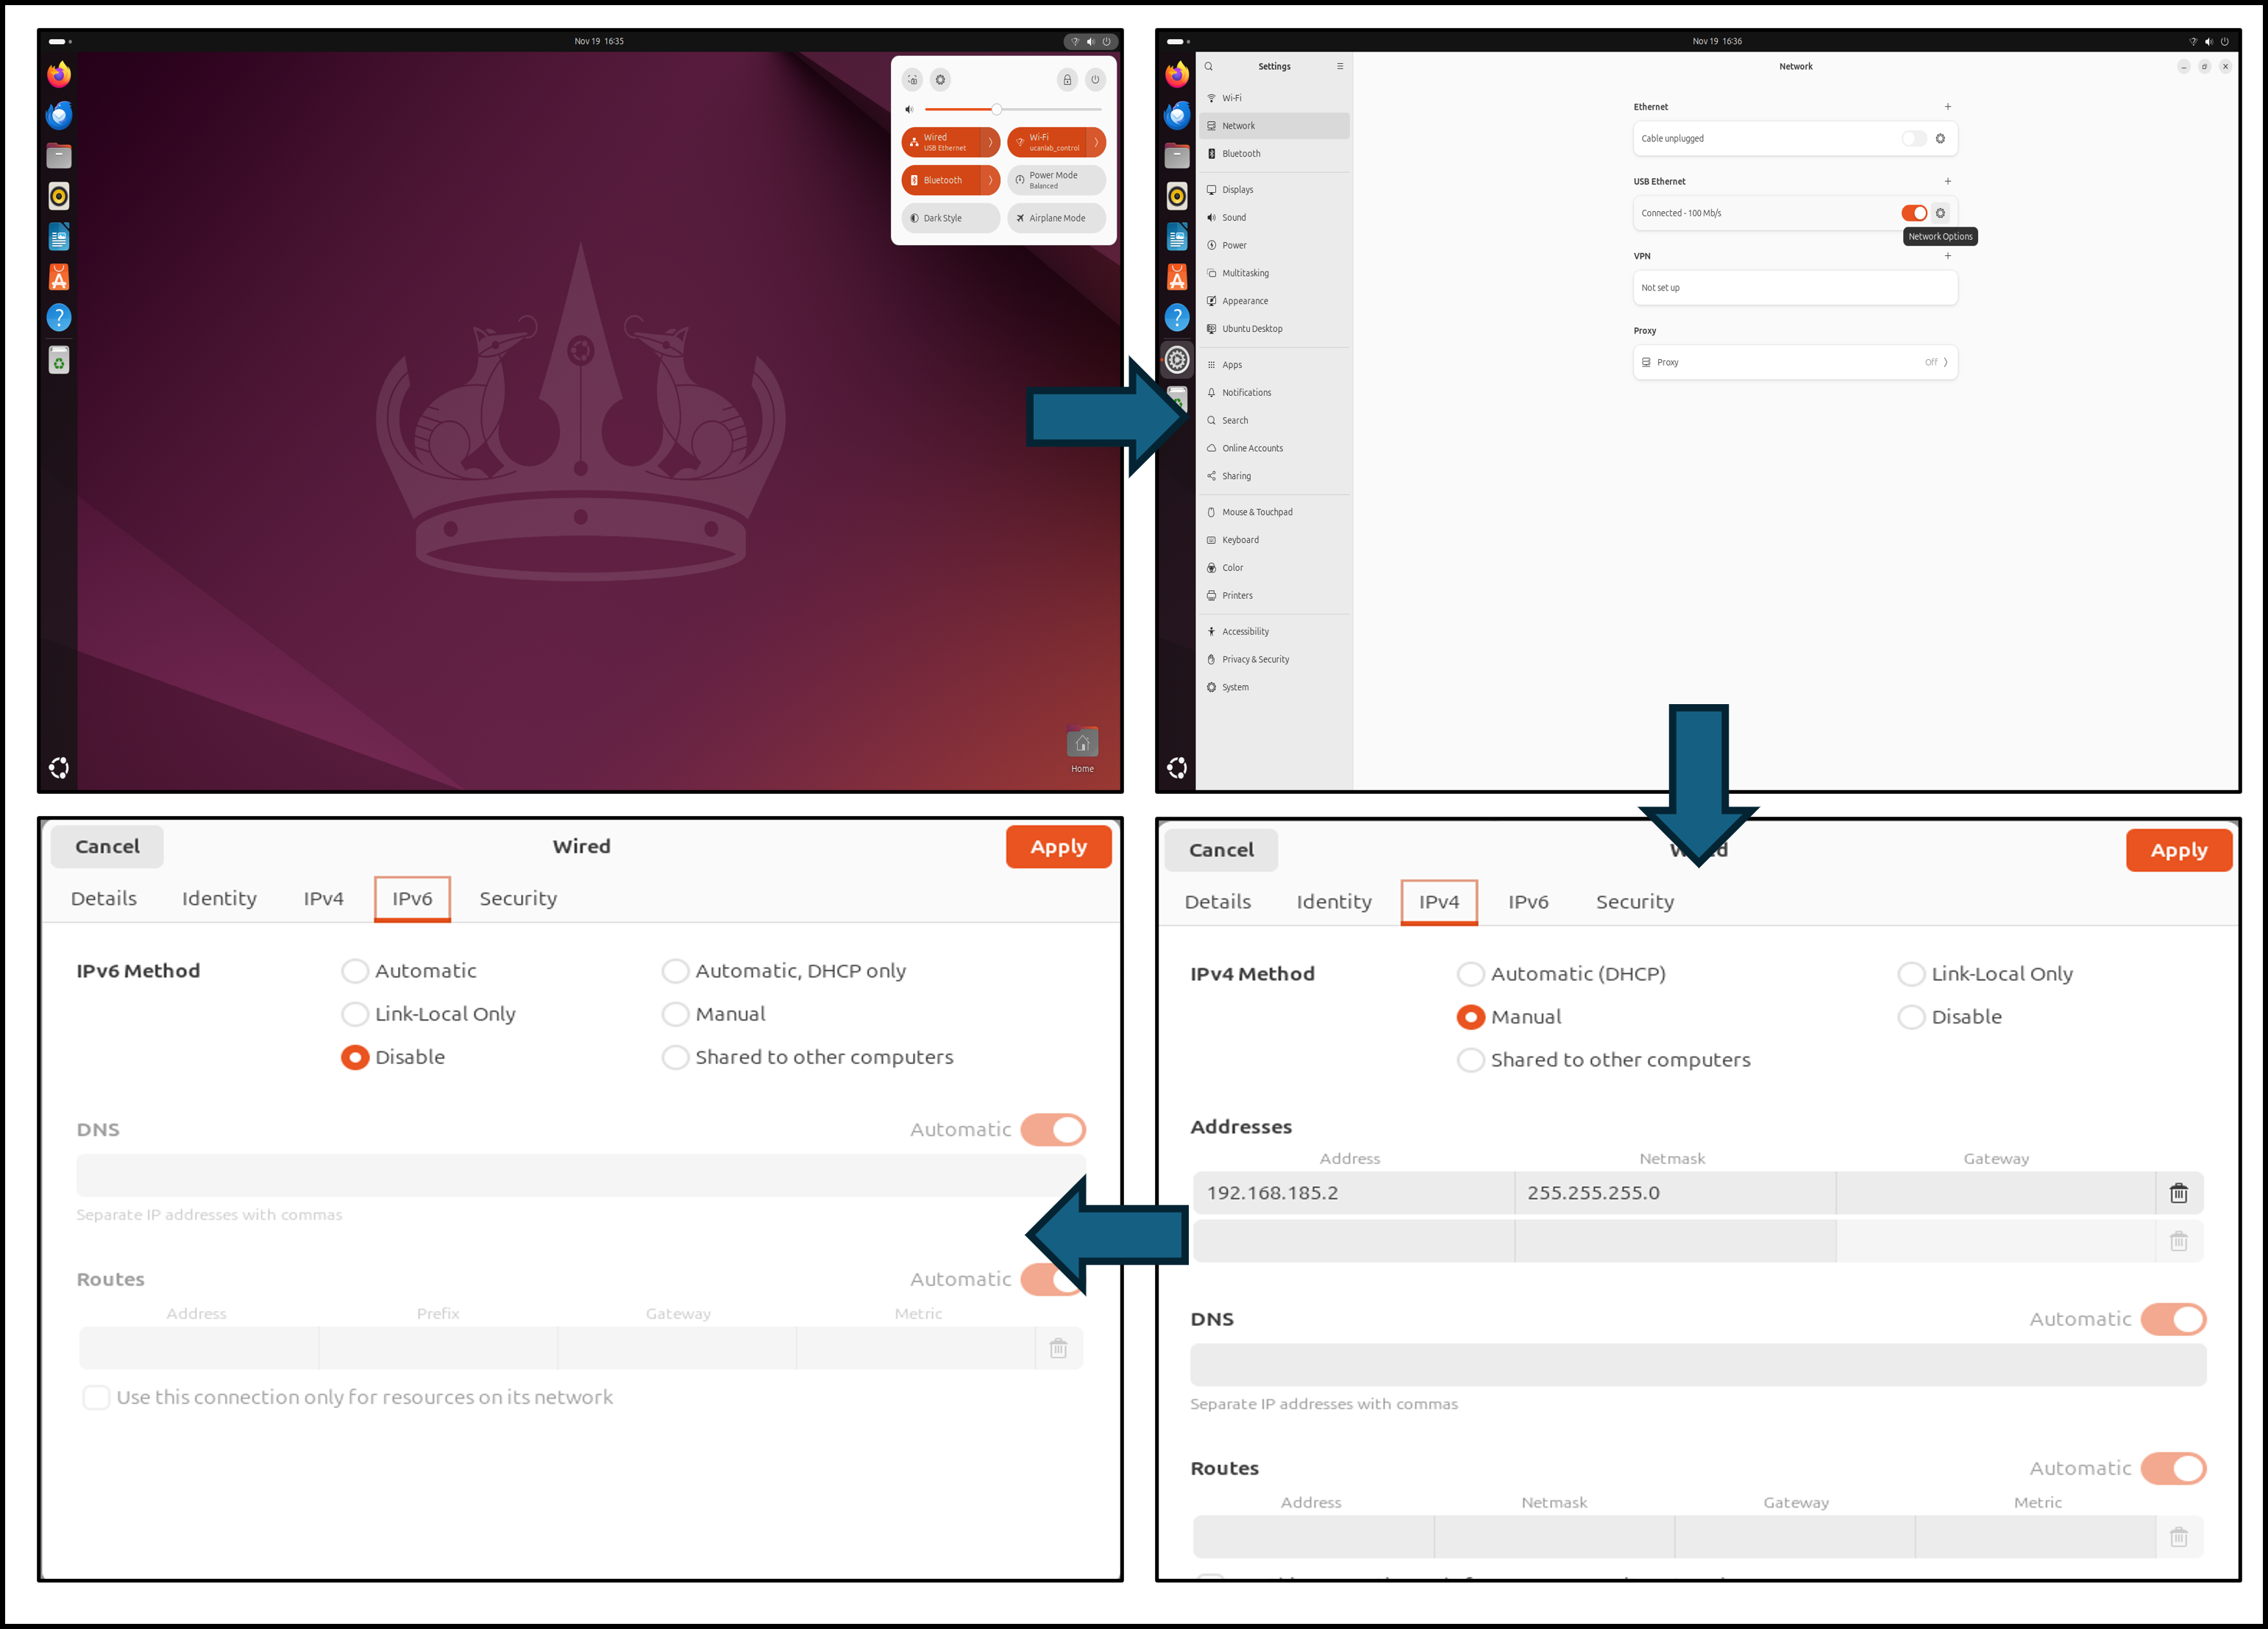 Nov 19 16:35
Wired
USB Ethernet
Wi-Fi
ucanlab_control
Bluetooth
Power Mode
Balanced
Dark Style
Airplane Mode
Home
Nov 19 16:36
Settings
Network
Wi-Fi
Network
Bluetooth
Displays
Sound
Power
Multitasking
Appearance
Ubuntu Desktop
Apps
Notifications
Search
Online Accounts
Sharing
Mouse & Touchpad
Keyboard
Color
Printers
Accessibility
Privacy & Security
System
Ethernet
Cable unplugged
USB Ethernet
Connected - 100 Mb/s
Network Options
VPN
Not set up
Proxy
Proxy
Off
Cancel
Apply
Details Identity IPv4 IPv6 Security
IPv4 Method
Automatic (DHCP) Link-Local Only
Manual Disable
Shared to other computers
Addresses
Address Netmask Gateway
192.168.185.2 255.255.255.0
DNS Automatic
Separate IP addresses with commas
Routes Automatic
Address Netmask Gateway Metric
Cancel Wired Apply
Details Identity IPv4 IPv6 Security
IPv6 Method
Automatic Automatic, DHCP only
Link-Local Only Manual
Disable Shared to other computers
DNS Automatic
Separate IP addresses with commas
Routes Automatic
Address Prefix Gateway Metric
Use this connection only for resources on its network